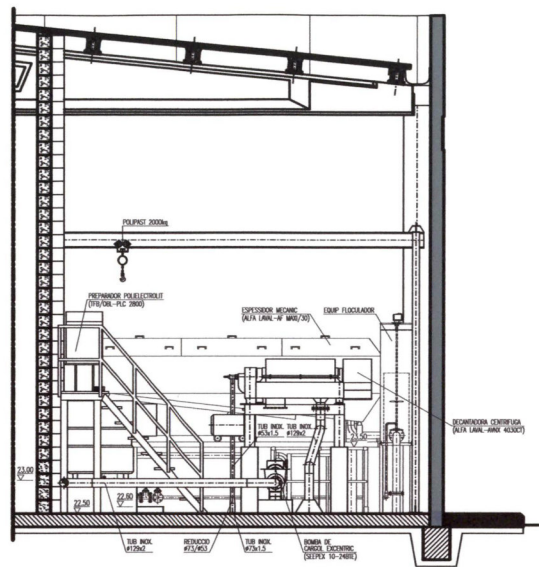 POLIPAST 2000kg
PREPARADOR POLIELECTROLIT
(TFB/OBL-PLC 2800)
ESPESSIDOR MECANIC
(ALFA LAVAL-AF MAXI/30)
EQUIP FLOCULADOR
DECANTADORA CENTRIFUGA
(ALFA LAVAL-AVNX 4030CT)
TUB INOX.
ø53x1.5
TUB INOX.
ø129x2
23.00
22.50
22.60
TUB INOX.
ø129x2
REDUCCIO
ø73/ø53
TUB INOX.
ø73x1.5
BOMBA DE
CARGOL EXCENTRIC
(SEEPEX 10-24BTE)